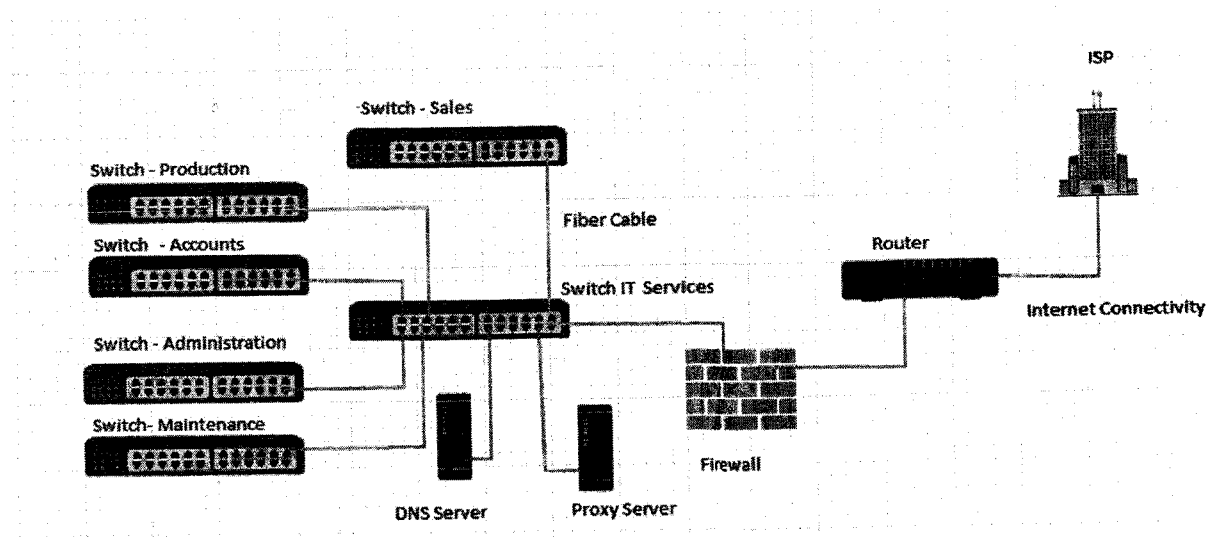 ISP
Switch - Sales
Switch - Production
Fiber Cable
Switch - Accounts
Router
Switch IT Services
Internet Connectivity
Switch - Administration
Switch- Maintenance
Firewall
DNS Server
Proxy Server